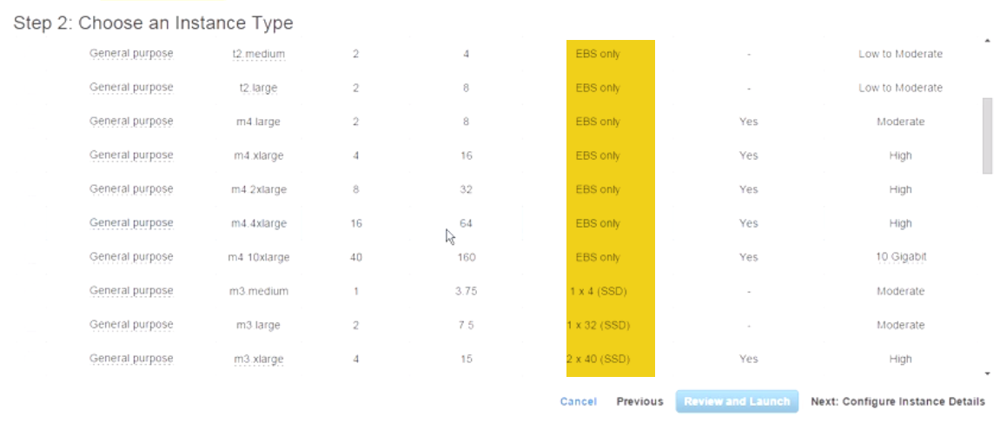 Step 2: Choose an Instance Type
General purpose t2.medium 2 4 EBS only - Low to Moderate
General purpose t2.large 2 8 EBS only - Low to Moderate
General purpose m4.large 2 8 EBS only Yes Moderate
General purpose m4.xlarge 4 16 EBS only Yes High
General purpose m4.2xlarge 8 32 EBS only Yes High
General purpose m4.4xlarge 16 64 EBS only Yes High
General purpose m4.10xlarge 40 160 EBS only Yes 10 Gigabit
General purpose m3.medium 1 3.75 1 x 4 (SSD) - Moderate
General purpose m3.large 2 7.5 1 x 32 (SSD) - Moderate
General purpose m3.xlarge 4 15 2 x 40 (SSD) Yes High
Cancel Previous Review and Launch Next: Configure Instance Details